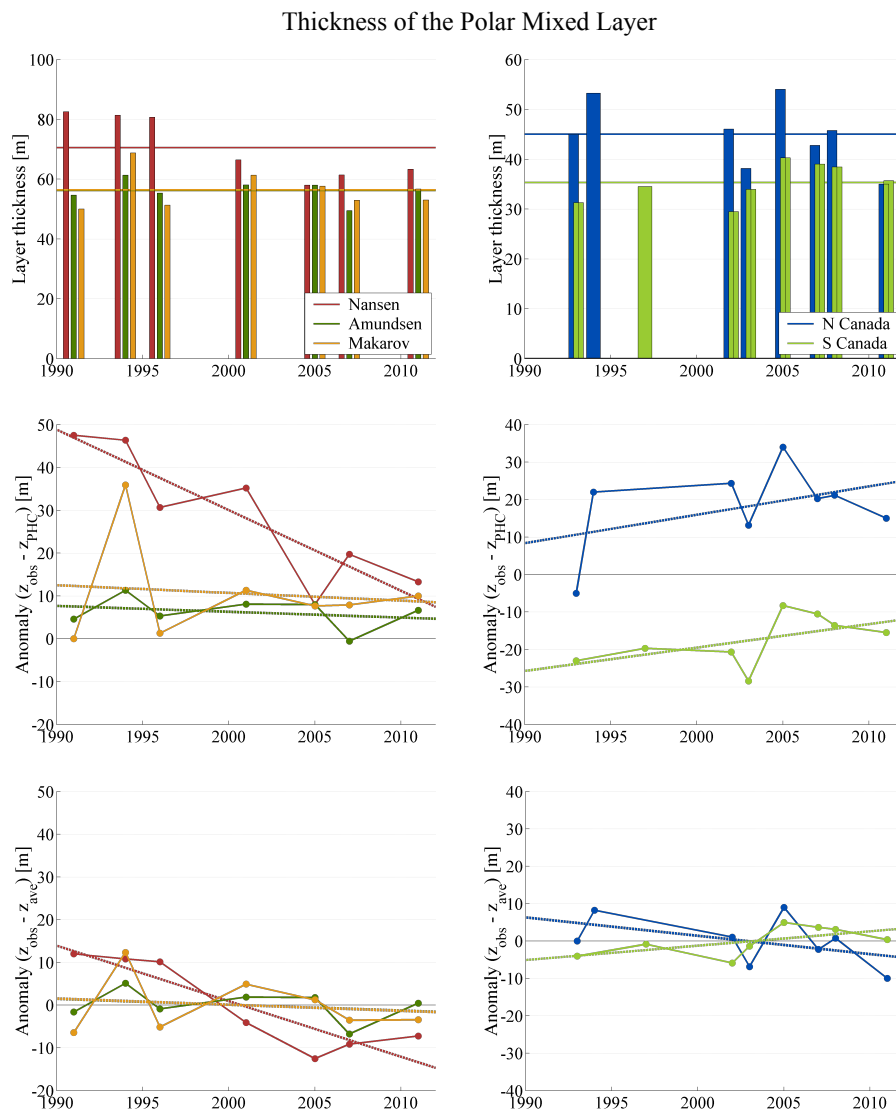 Thickness of the Polar Mixed Layer
Layer thickness [m]
100
80
60
40
20
0
1990 1995 2000 2005 2010
Nansen
Amundsen
Makarov
Layer thickness [m]
60
50
40
30
20
10
0
1990 1995 2000 2005 2010
N Canada
S Canada
Anomaly (z_obs - z_PHC) [m]
50
40
30
20
10
0
-10
-20
1990 1995 2000 2005 2010
Anomaly (z_obs - z_PHC) [m]
40
30
20
10
0
-10
-20
-30
-40
1990 1995 2000 2005 2010
Anomaly (z_obs - z_ave) [m]
50
40
30
20
10
0
-10
-20
1990 1995 2000 2005 2010
Anomaly (z_obs - z_ave) [m]
40
30
20
10
0
-10
-20
-30
-40
1990 1995 2000 2005 2010